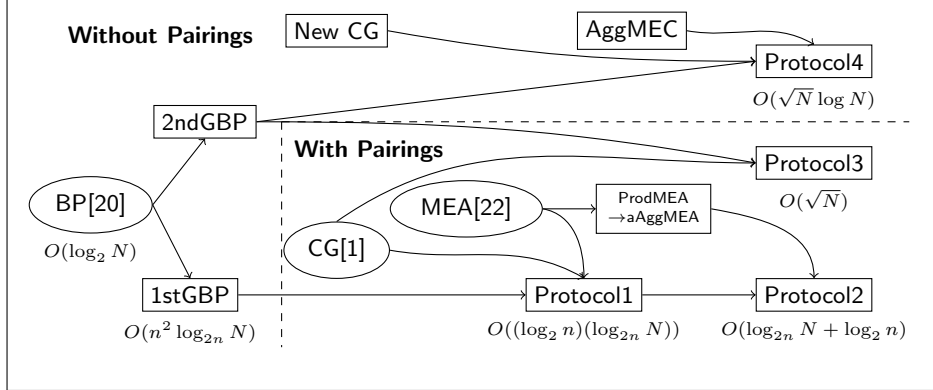 Without Pairings
New CG
AggMEC
Protocol4
O(√N log N)
2ndGBP
With Pairings
Protocol3
O(√N)
BP[20]
O(log₂ N)
MEA[22]
ProdMEA
→aAggMEA
CG[1]
1stGBP
O(n² log₂ₙ N)
Protocol1
O((log₂ n)(log₂ₙ N))
Protocol2
O(log₂ₙ N + log₂ n)